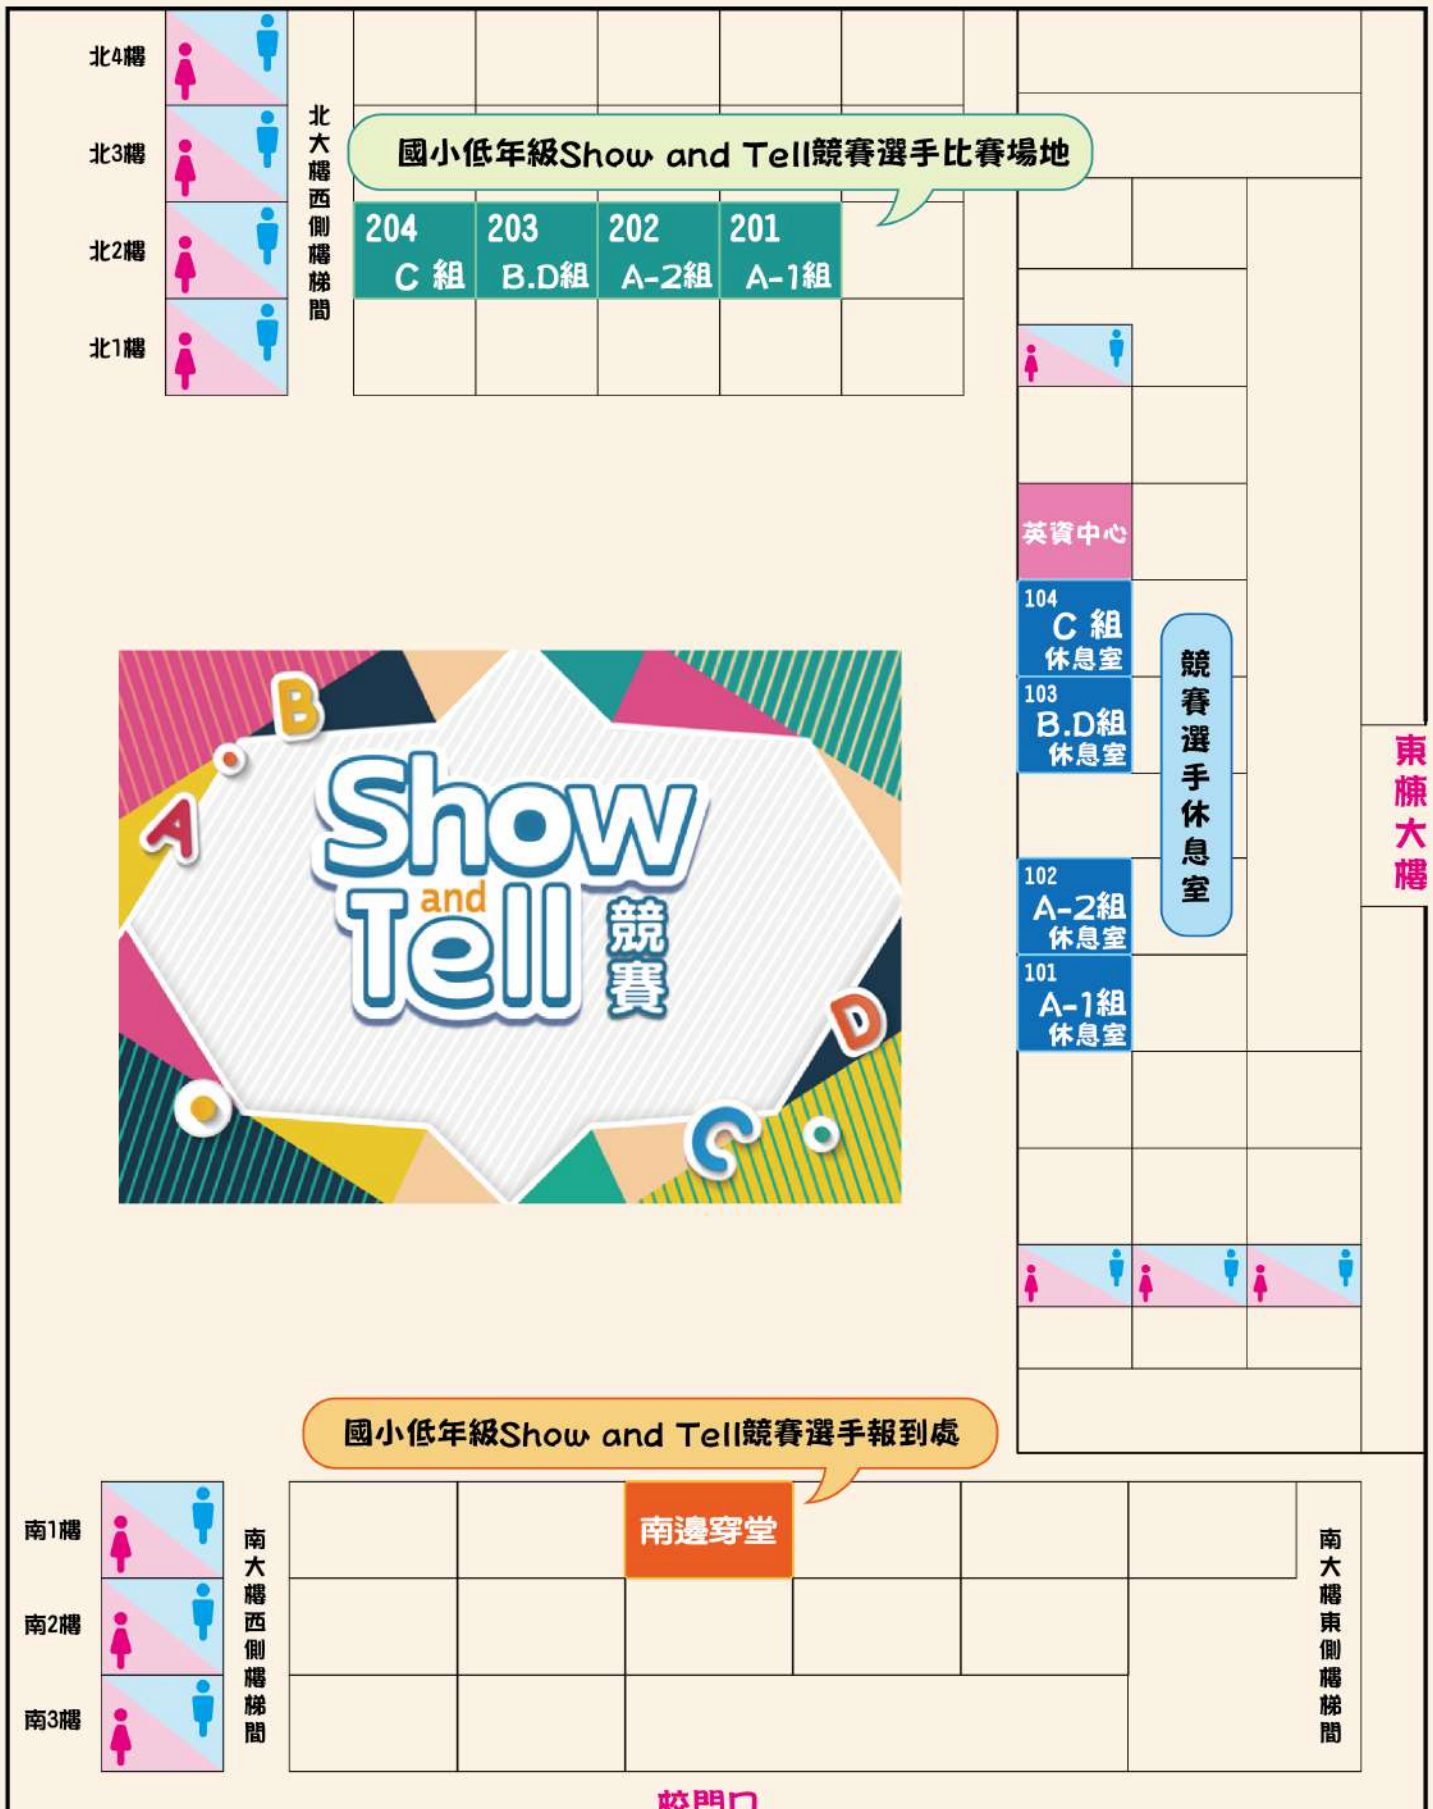 北4樓
北3樓
北2樓
北1樓
北大樓西側樓梯間
國小低年級Show and Tell競賽選手比賽場地
204
C 組
203
B.D組
202
A-2組
201
A-1組
英資中心
104
C 組
休息室
103
B.D組
休息室
102
A-2組
休息室
101
A-1組
休息室
競賽選手休息室
東棟大樓
A
B
Show
and
Tell
競賽
D
C
國小低年級Show and Tell競賽選手報到處
南邊穿堂
南1樓
南2樓
南3樓
南大樓西側樓梯間
南大樓東側樓梯間
校門口